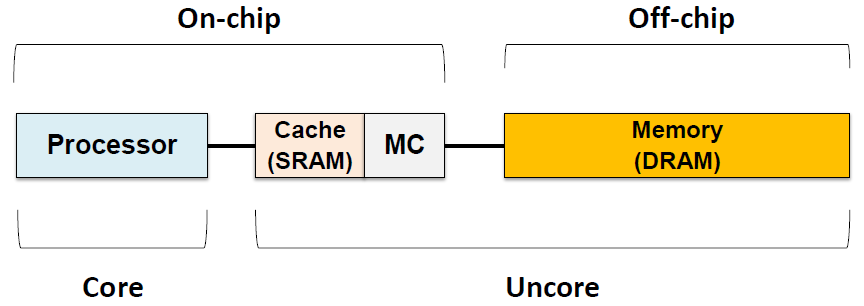 On-chip
Off-chip
Processor
Cache
(SRAM)
MC
Memory
(DRAM)
Core
Uncore